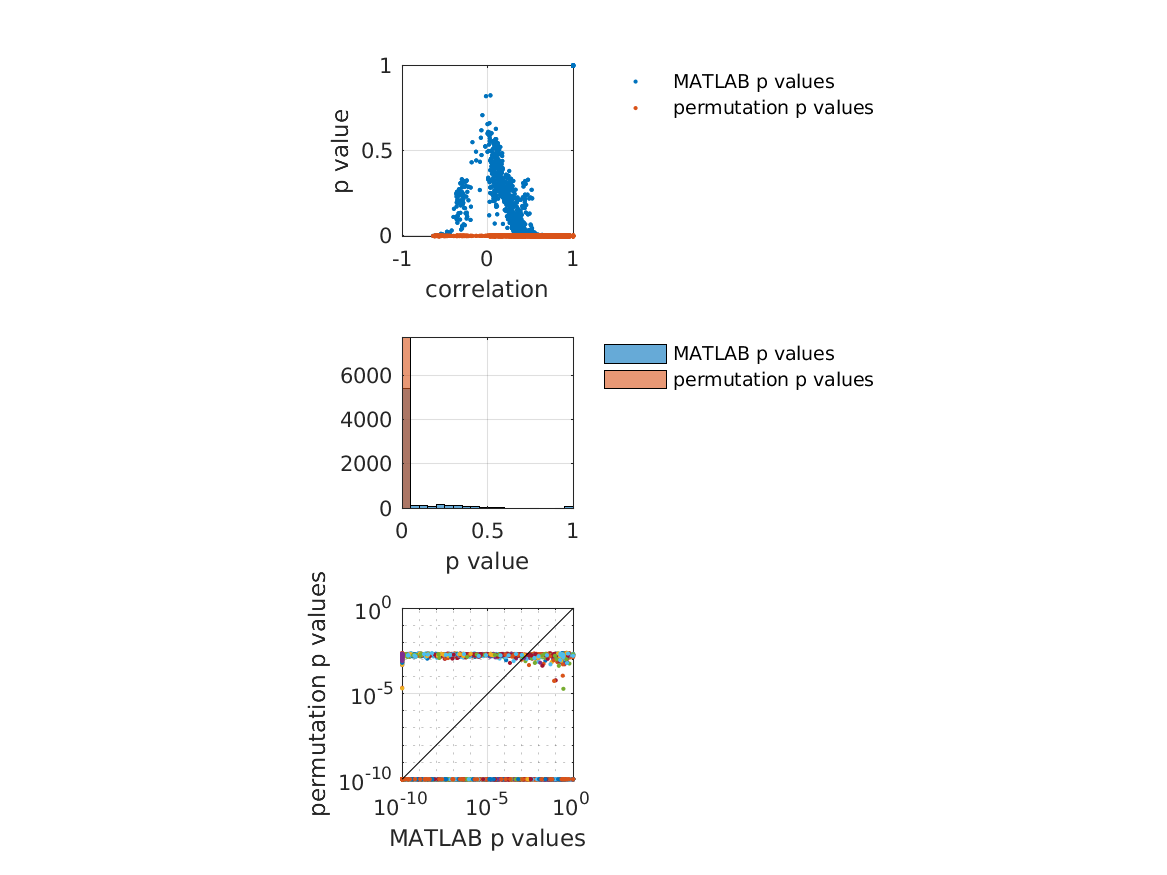 1
0.5
0
p value
-1 0 1
correlation
MATLAB p values
permutation p values
6000
4000
2000
0
0 0.5 1
p value
MATLAB p values
permutation p values
10^0
10^-5
10^-10
permutation p values
10^-10 10^-5 10^0
MATLAB p values